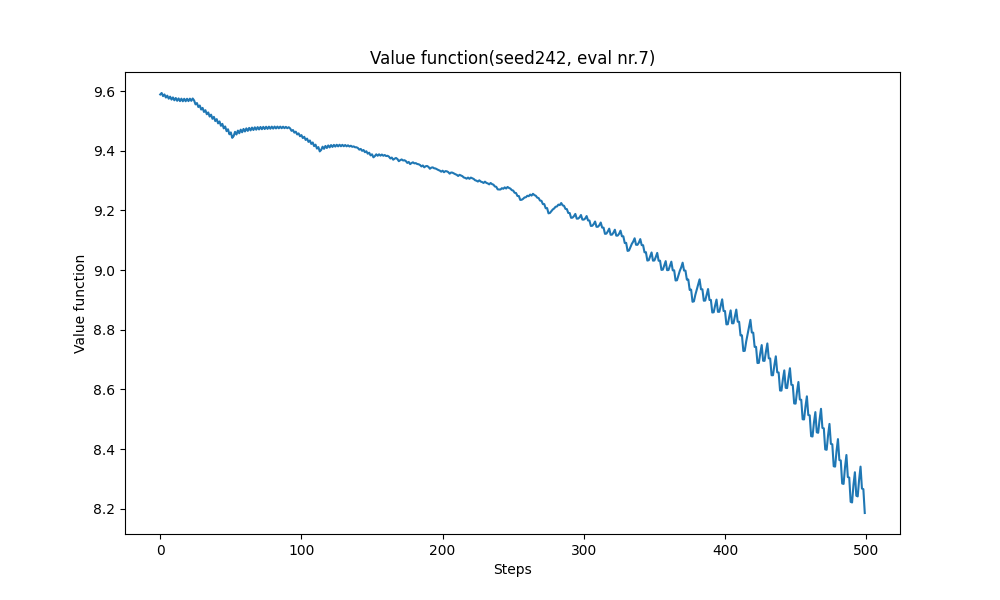 Value function(seed242, eval nr.7)
9.6
9.4
9.2
9.0
8.8
8.6
8.4
8.2
Value function
0 100 200 300 400 500
Steps